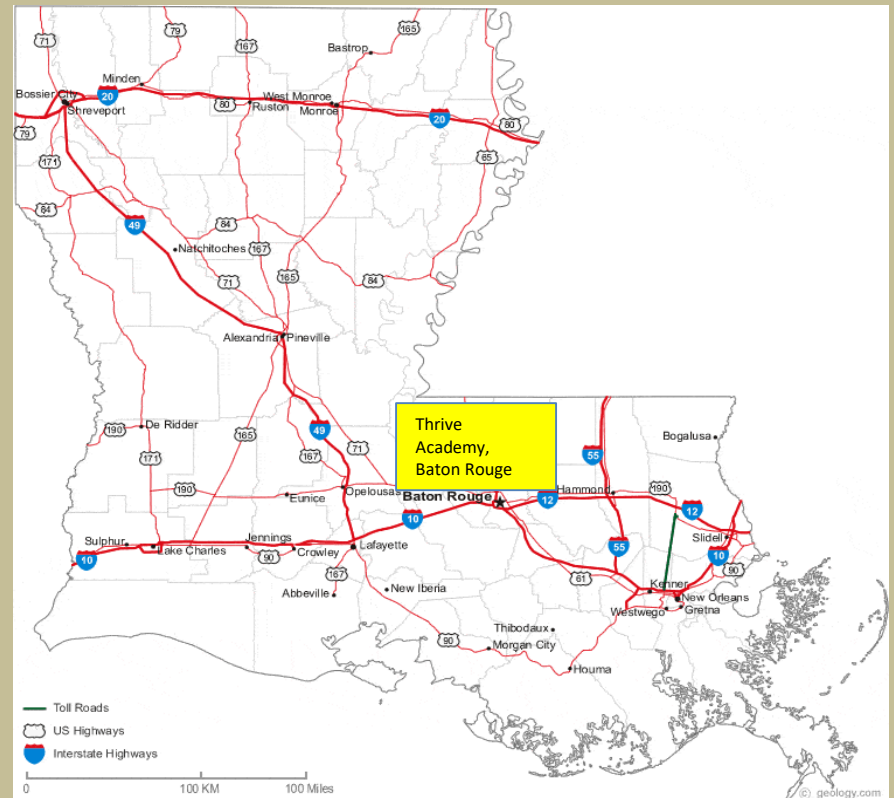 71
79
167
165
Bastrop
Minden
Bossier City
20
West Monroe
80
Ruston
Monroe
Shreveport
20
80
79
171
65
84
49
84
Natchitoches
167
71
165
84
Alexandria
Pineville
Thrive
Academy,
Baton Rouge
190
De Ridder
165
49
71
55
Bogalusa
171
167
190
Eunice
Opelousas
Baton Rouge
12
Hammond
190
12
10
Sulphur
Lake Charles
Jennings
90
Crowley
Lafayette
55
Slidell
10
10
90
167
Abbeville
New Iberia
61
Kenner
New Orleans
Westwego
Gretna
Thibodaux
90
Morgan City
Houma
Toll Roads
US Highways
Interstate Highways
0
100 KM
100 Miles
(c) geology.com